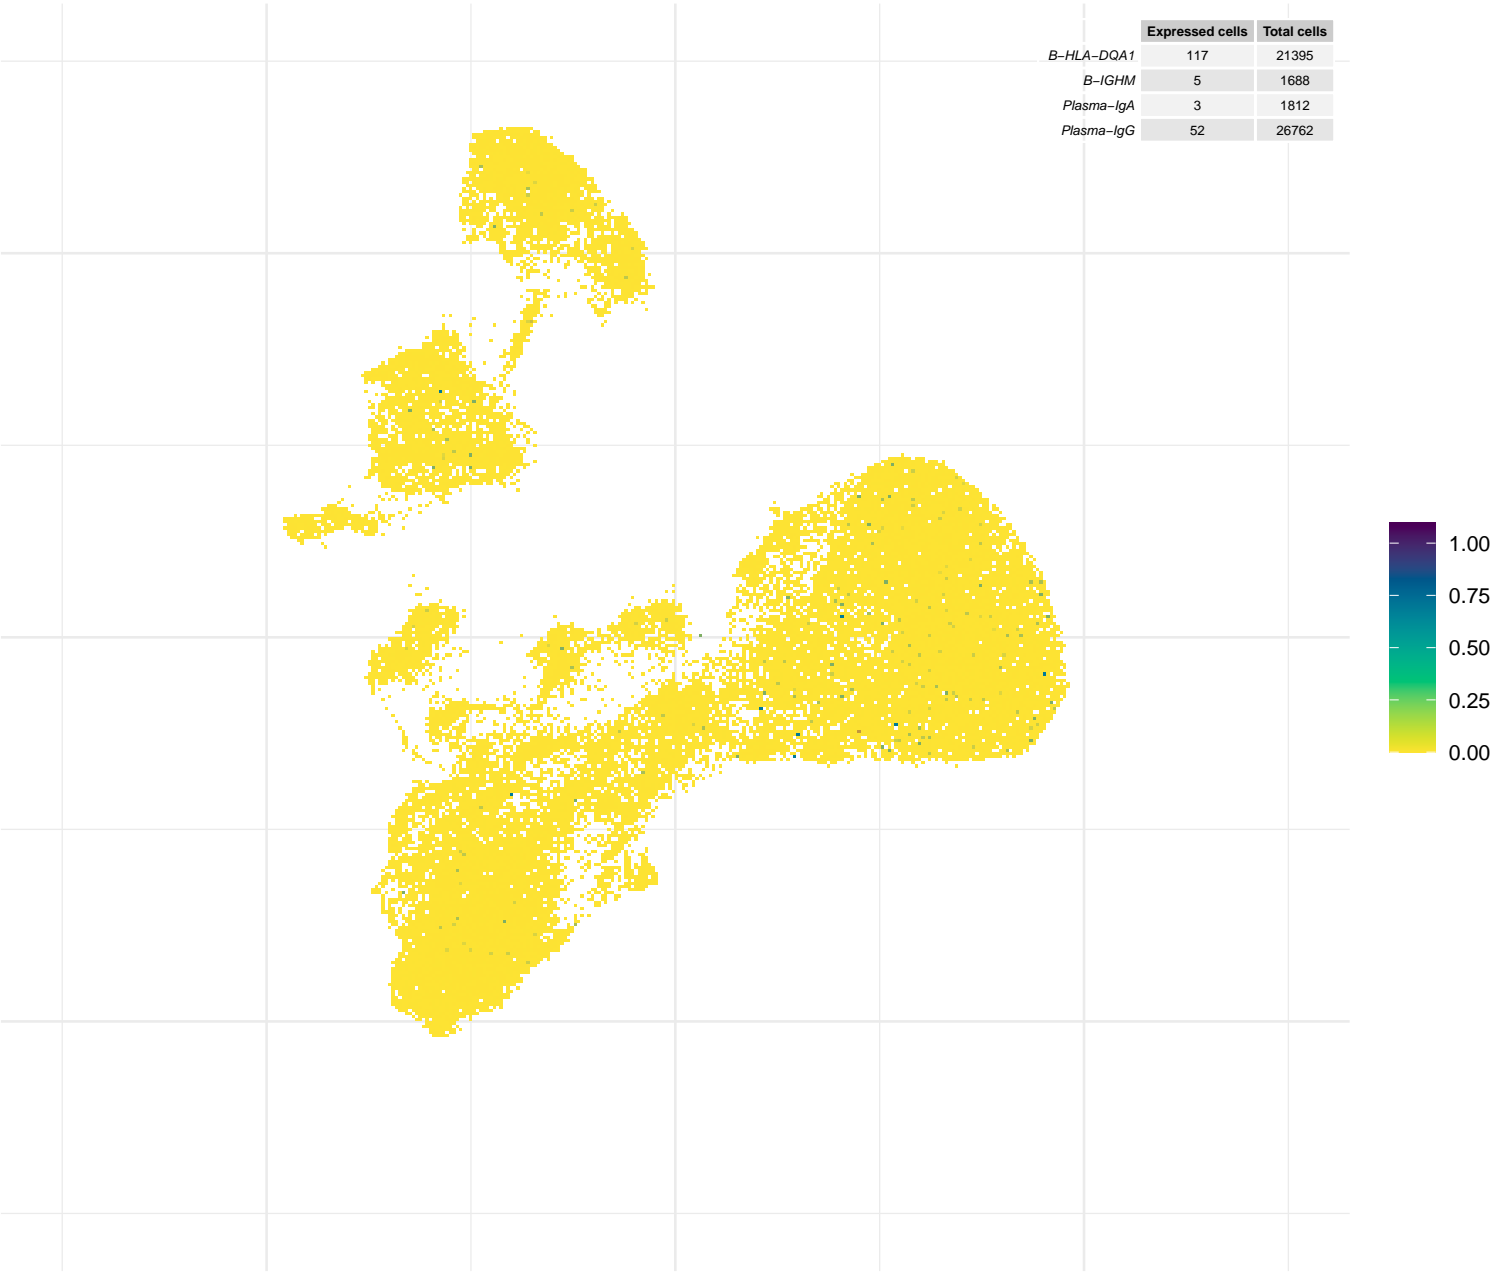 Expressed cells Total cells
B−HLA−DQA1 117 21395
B−IGHM 5 1688
Plasma−IgA 3 1812
Plasma−IgG 52 26762
1.00
0.75
0.50
0.25
0.00